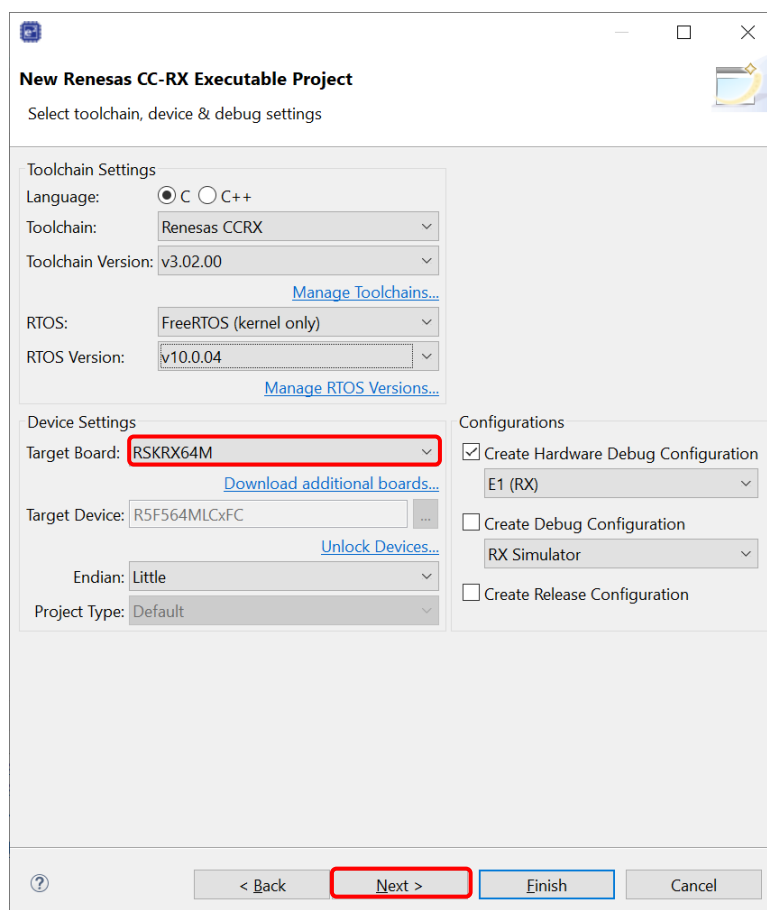 New Renesas CC-RX Executable Project
Select toolchain, device & debug settings
Toolchain Settings
Language: C C++
Toolchain: Renesas CCRX
Toolchain Version: v3.02.00
Manage Toolchains...
RTOS: FreeRTOS (kernel only)
RTOS Version: v10.0.04
Manage RTOS Versions...
Device Settings
Target Board: RSKRX64M
Download additional boards...
Target Device: R5F564MLCxFC ...
Unlock Devices...
Endian: Little
Project Type: Default
Configurations
Create Hardware Debug Configuration
E1 (RX)
Create Debug Configuration
RX Simulator
Create Release Configuration
? < Back Next > Finish Cancel